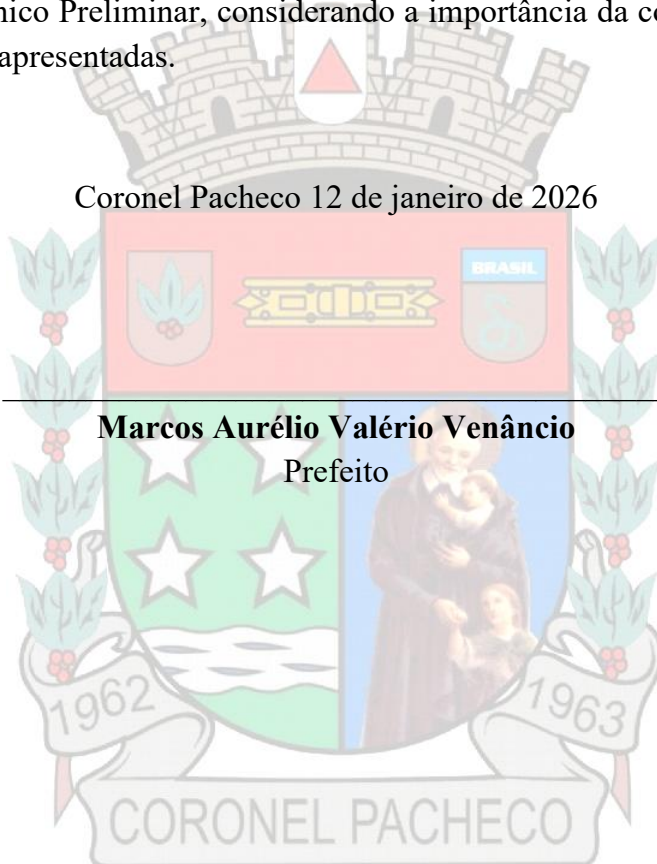 nico Preliminar, considerando a importância da co
apresentadas.
Coronel Pacheco 12 de janeiro de 2026
BRASIL
Marcos Aurélio Valério Venâncio
Prefeito
1962
1963
CORONEL PACHECO